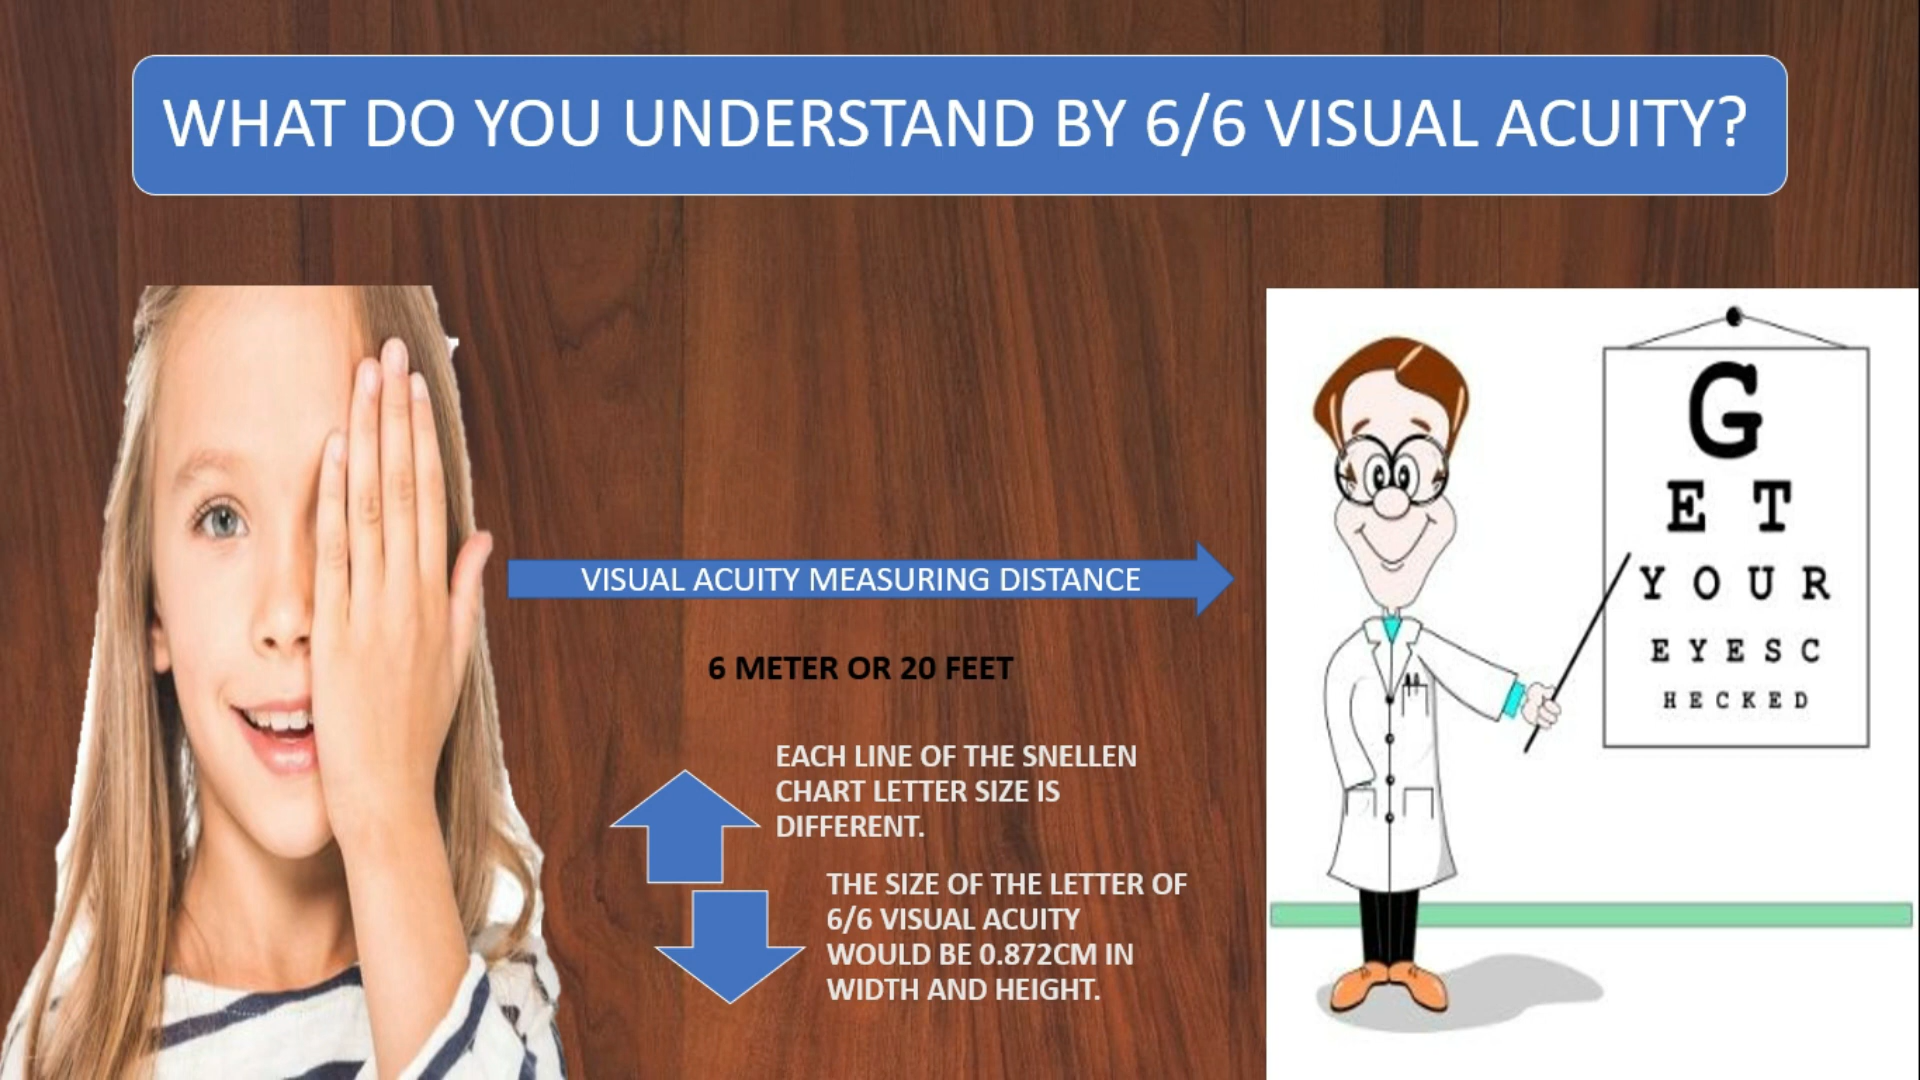 WHAT DO YOU UNDERSTAND BY 6/6 VISUAL ACUITY?
VISUAL ACUITY MEASURING DISTANCE
6 METER OR 20 FEET
EACH LINE OF THE SNELLEN
CHART LETTER SIZE IS
DIFFERENT.
THE SIZE OF THE LETTER OF
6/6 VISUAL ACUITY
WOULD BE 0.872CM IN
WIDTH AND HEIGHT.
G
E T
Y O U R
E Y E S C
H E C K E D